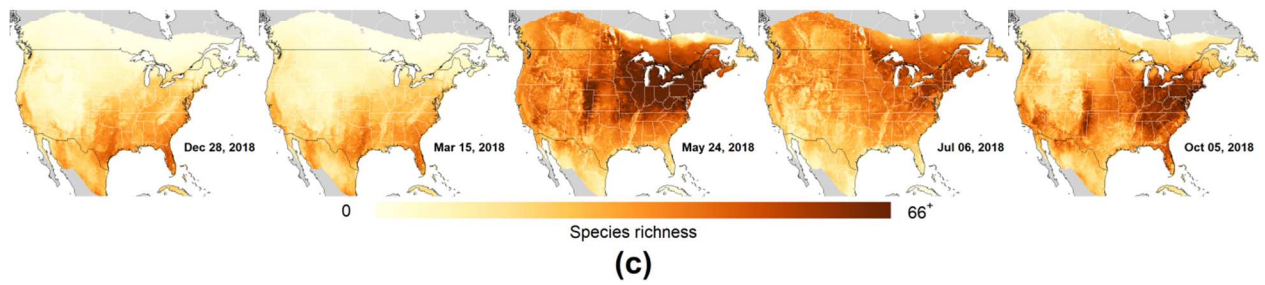 Dec 28, 2018
Mar 15, 2018
May 24, 2018
Jul 06, 2018
Oct 05, 2018
0
66+
Species richness
(c)